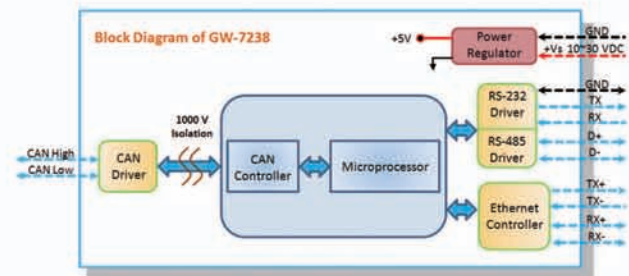 Block Diagram of GW-7238
+5V
Power
Regulator
GND
+Vs 10~30 VDC
1000 V
Isolation
CAN High
CAN Low
CAN
Driver
CAN
Controller
Microprocessor
RS-232
Driver
RS-485
Driver
GND
TX
RX
D+
D-
Ethernet
Controller
TX+
TX-
RX+
RX-